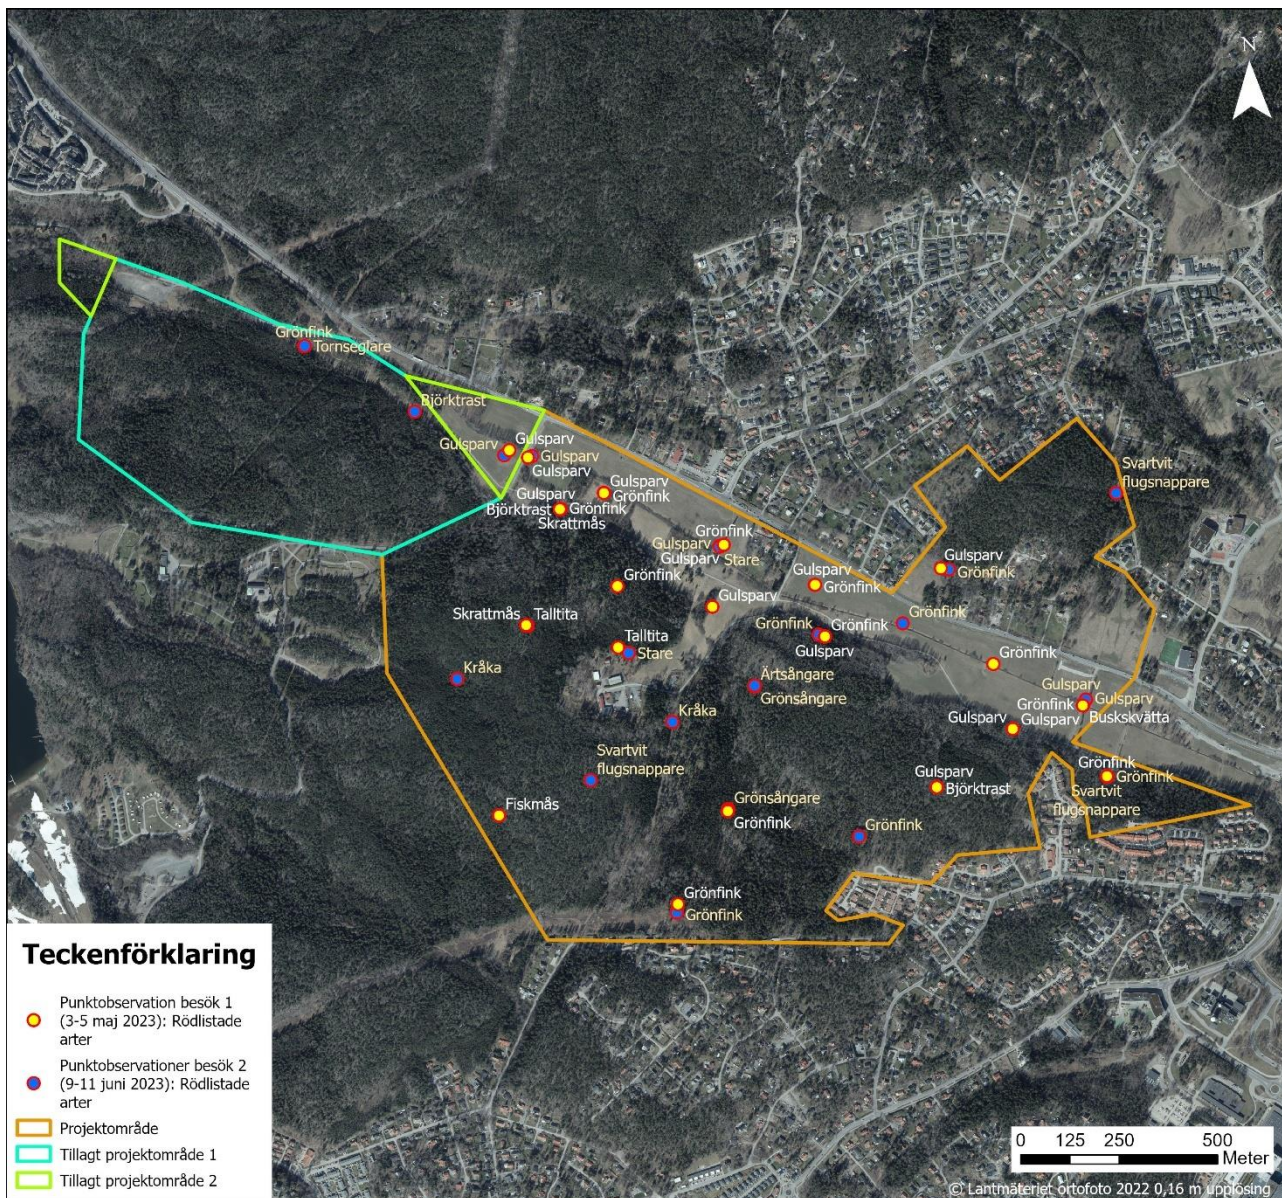 N
Grönfink
Tornseglare
Björktrast
Gulsparv
Gulsparv
Gulsparv
Gulsparv
Gulsparv
Grönfink
Gulsparv
Björktrast
Grönfink
Skrattmås
Svartvit
flugsnappare
Grönfink
Gulsparv
Gulsparv
Stare
Gulsparv
Grönfink
Gulsparv
Grönfink
Grönfink
Gulsparv
Skrattmås
Talltita
Grönfink
Grönfink
Grönfink
Gulsparv
Talltita
Stare
Grönfink
Kråka
Ärtsångare
Grönsångare
Gulsparv
Gulsparv
Grönfink
Buskskvätta
Kråka
Gulsparv
Gulsparv
Svartvit
flugsnappare
Grönfink
Grönfink
Svartvit
flugsnappare
Gulsparv
Björktrast
Fiskmås
Grönsångare
Grönfink
Grönfink
Grönfink
Grönfink
Teckenförklaring
Punktobservation besök 1
(3-5 maj 2023): Rödlistade
arter
Punktobservationer besök 2
(9-11 juni 2023): Rödlistade
arter
Projektområde
Tillagt projektområde 1
Tillagt projektområde 2
0 125 250 500
Meter
© Lantmäteriet ortofoto 2022 0,16 m upplösing